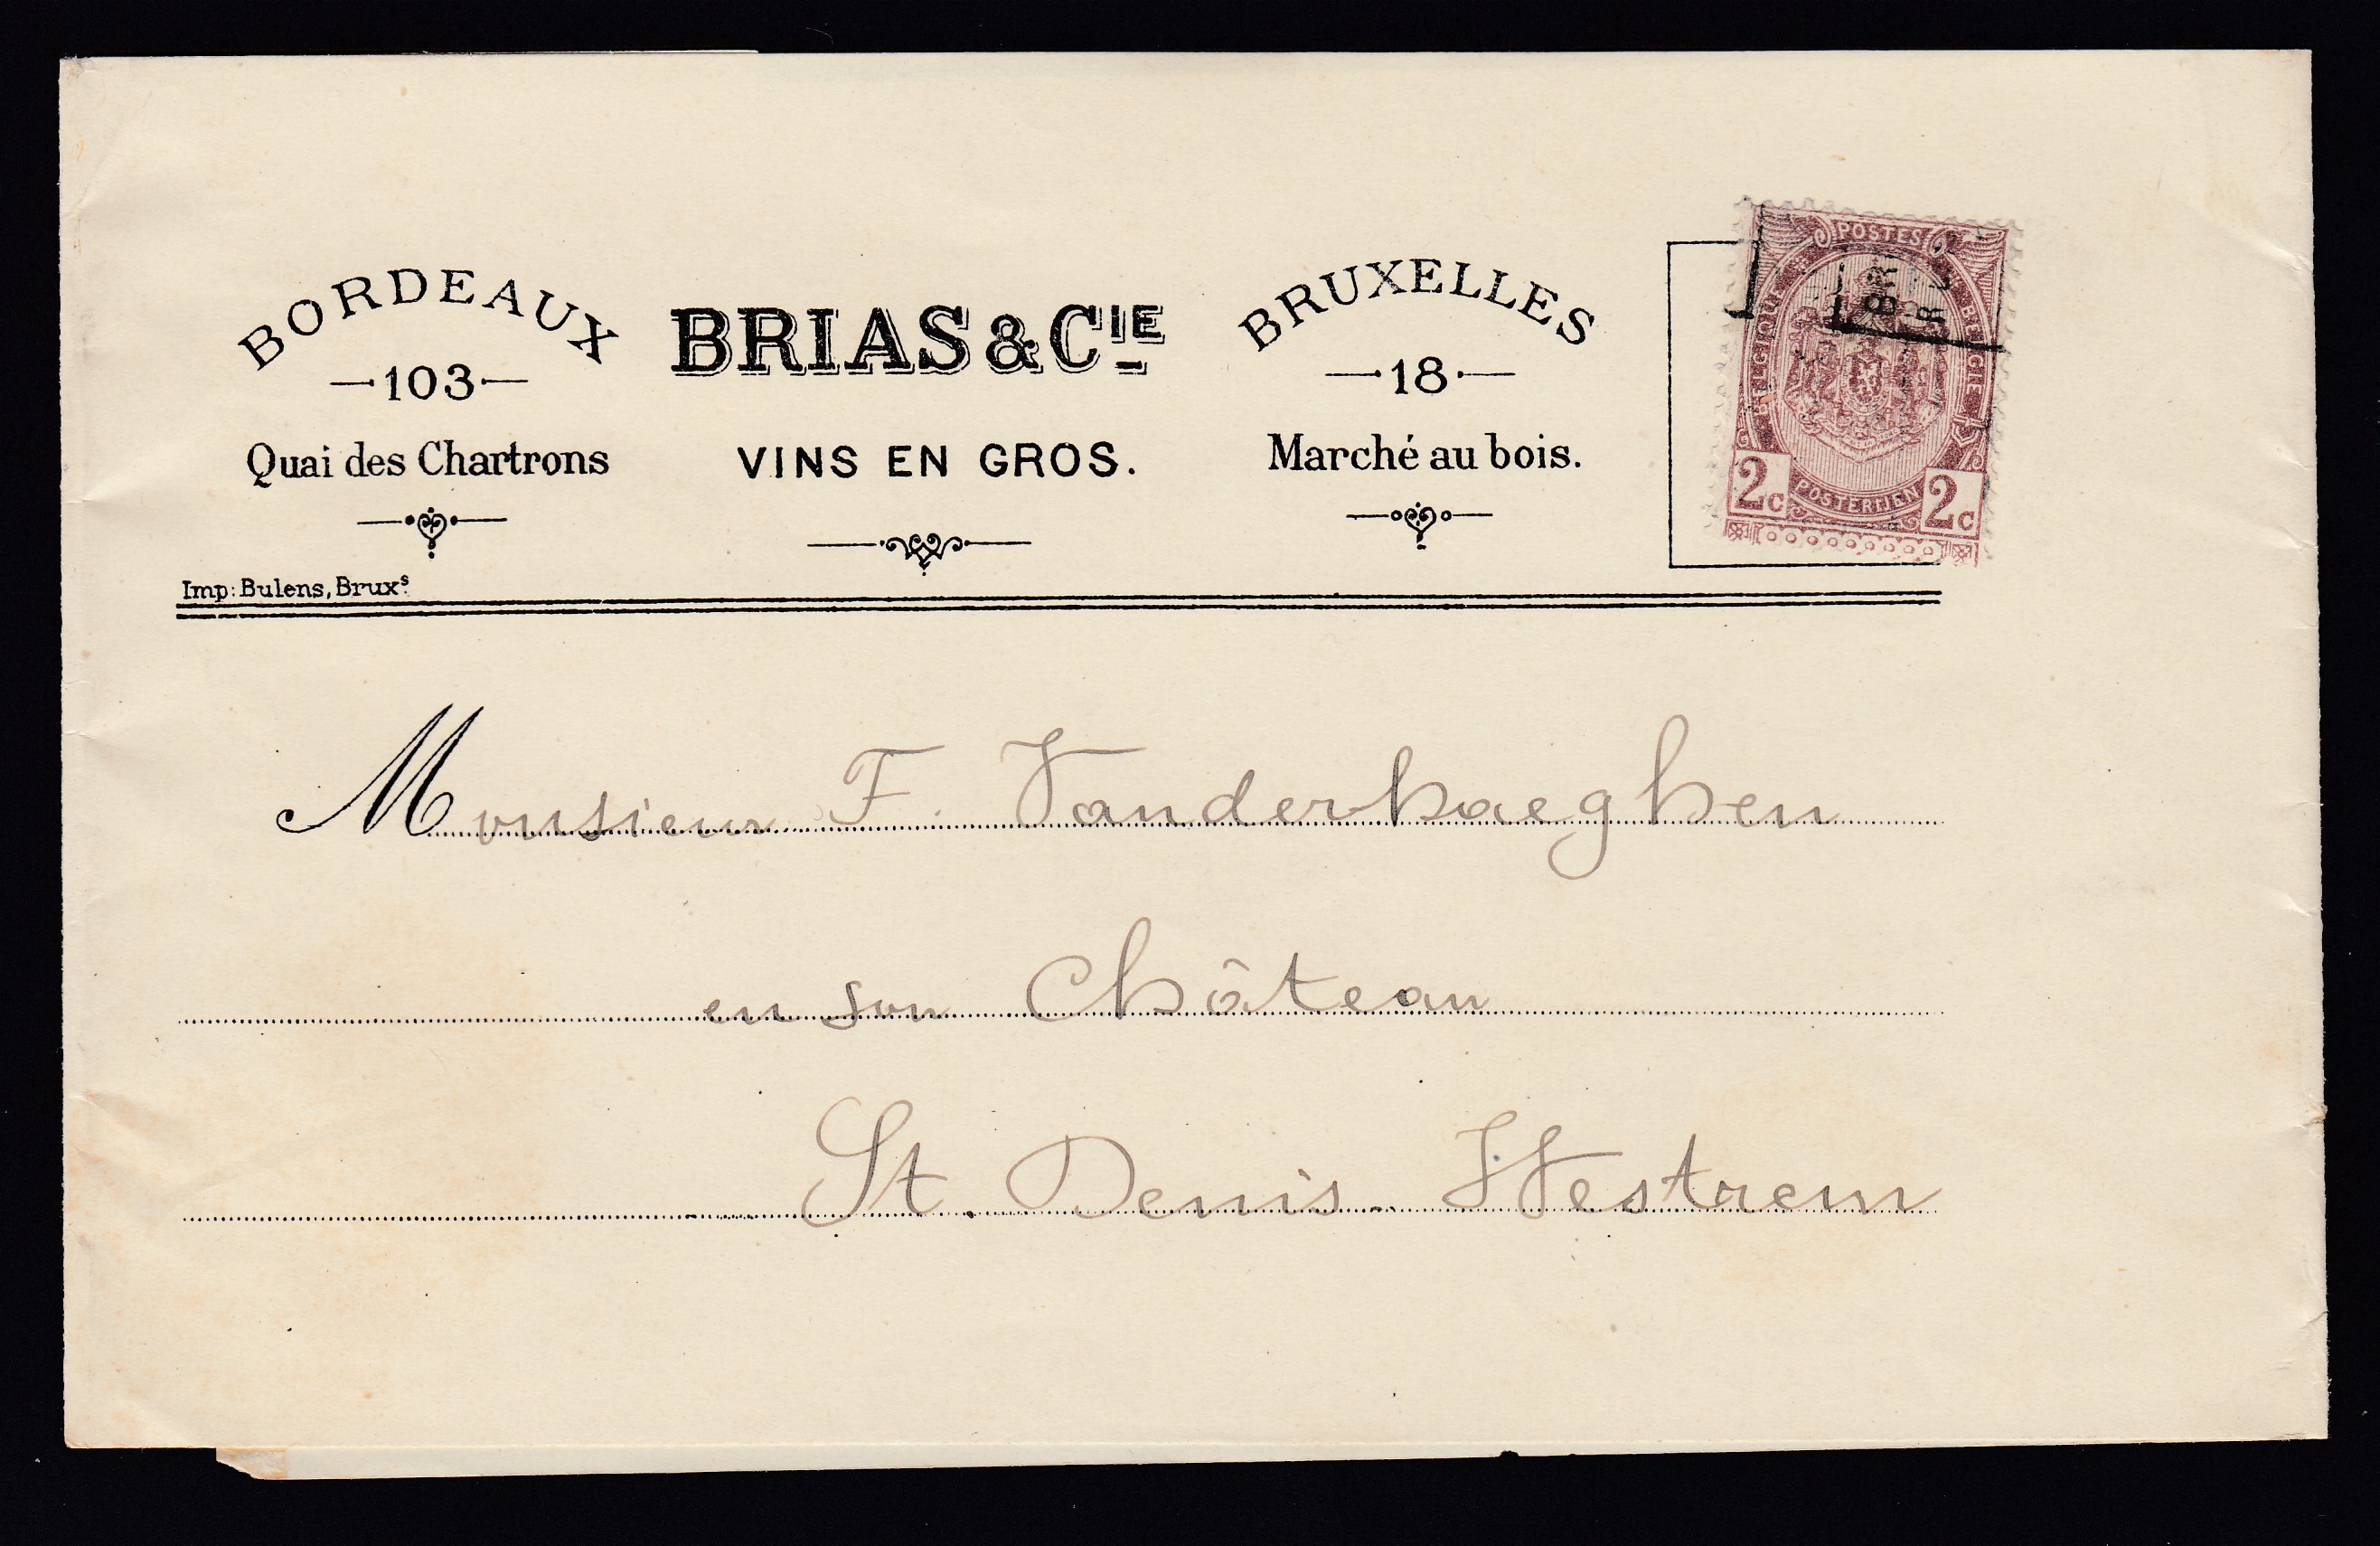 BORDEAUX
103
Quai des Chartrons
BRIAS & CIE
VINS EN GROS.
BRUXELLES
18
Marché au bois.
POSTES
BELGIQUE
BELGIE
POSTERIJEN
2c 2c
Imp: Bulens, Bruxs.
Monsieur F. Vanderhaeghen
en son Château
St. Denis. Westrem